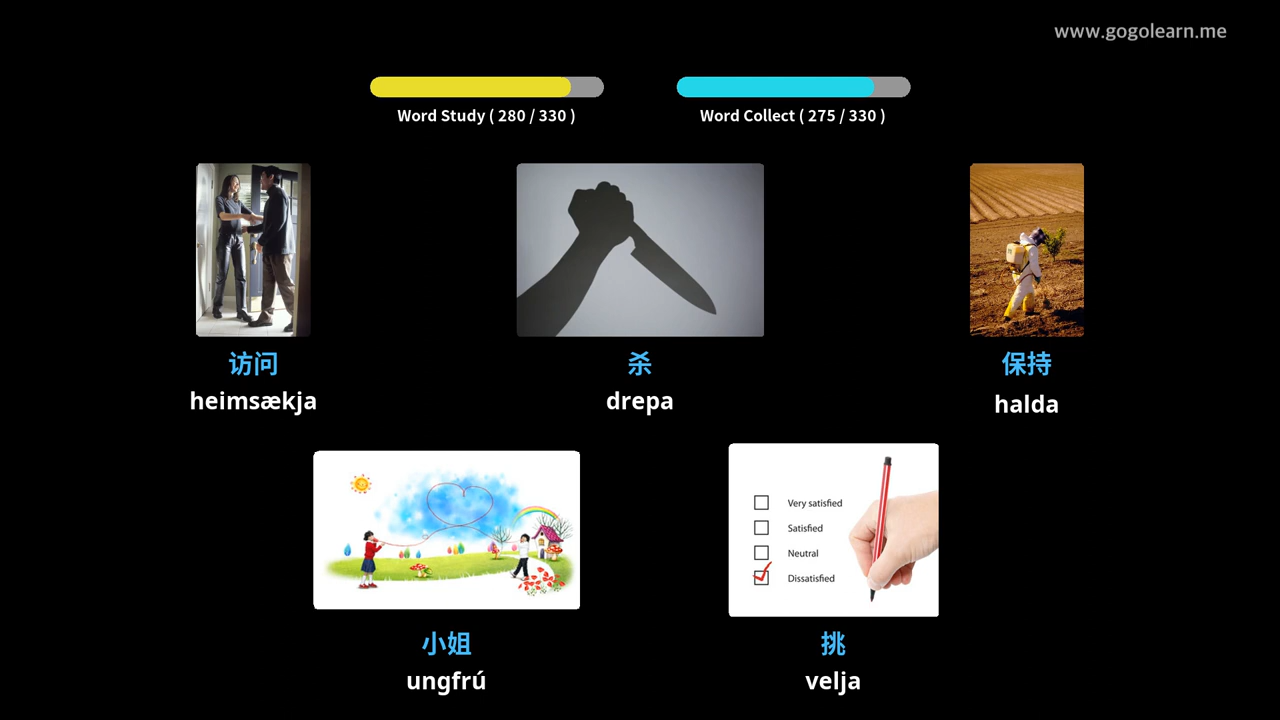 www.gogolearn.me
Word Study ( 280 / 330 )
Word Collect ( 275 / 330 )
访问
heimsækja
杀
drepa
保持
halda
Very satisfied
Satisfied
Neutral
Dissatisfied
小姐
ungfrú
挑
velja